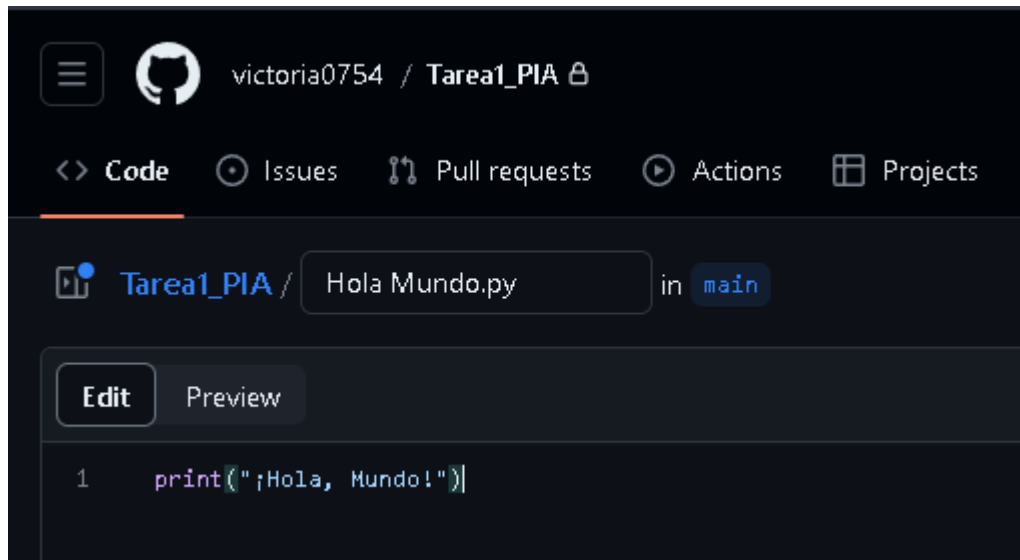 victoria0754 / Tarea1_PIA
Code Issues Pull requests Actions Projects
Tarea1_PIA / Hola Mundo.py in main
Edit Preview
1 print("¡Hola, Mundo!")